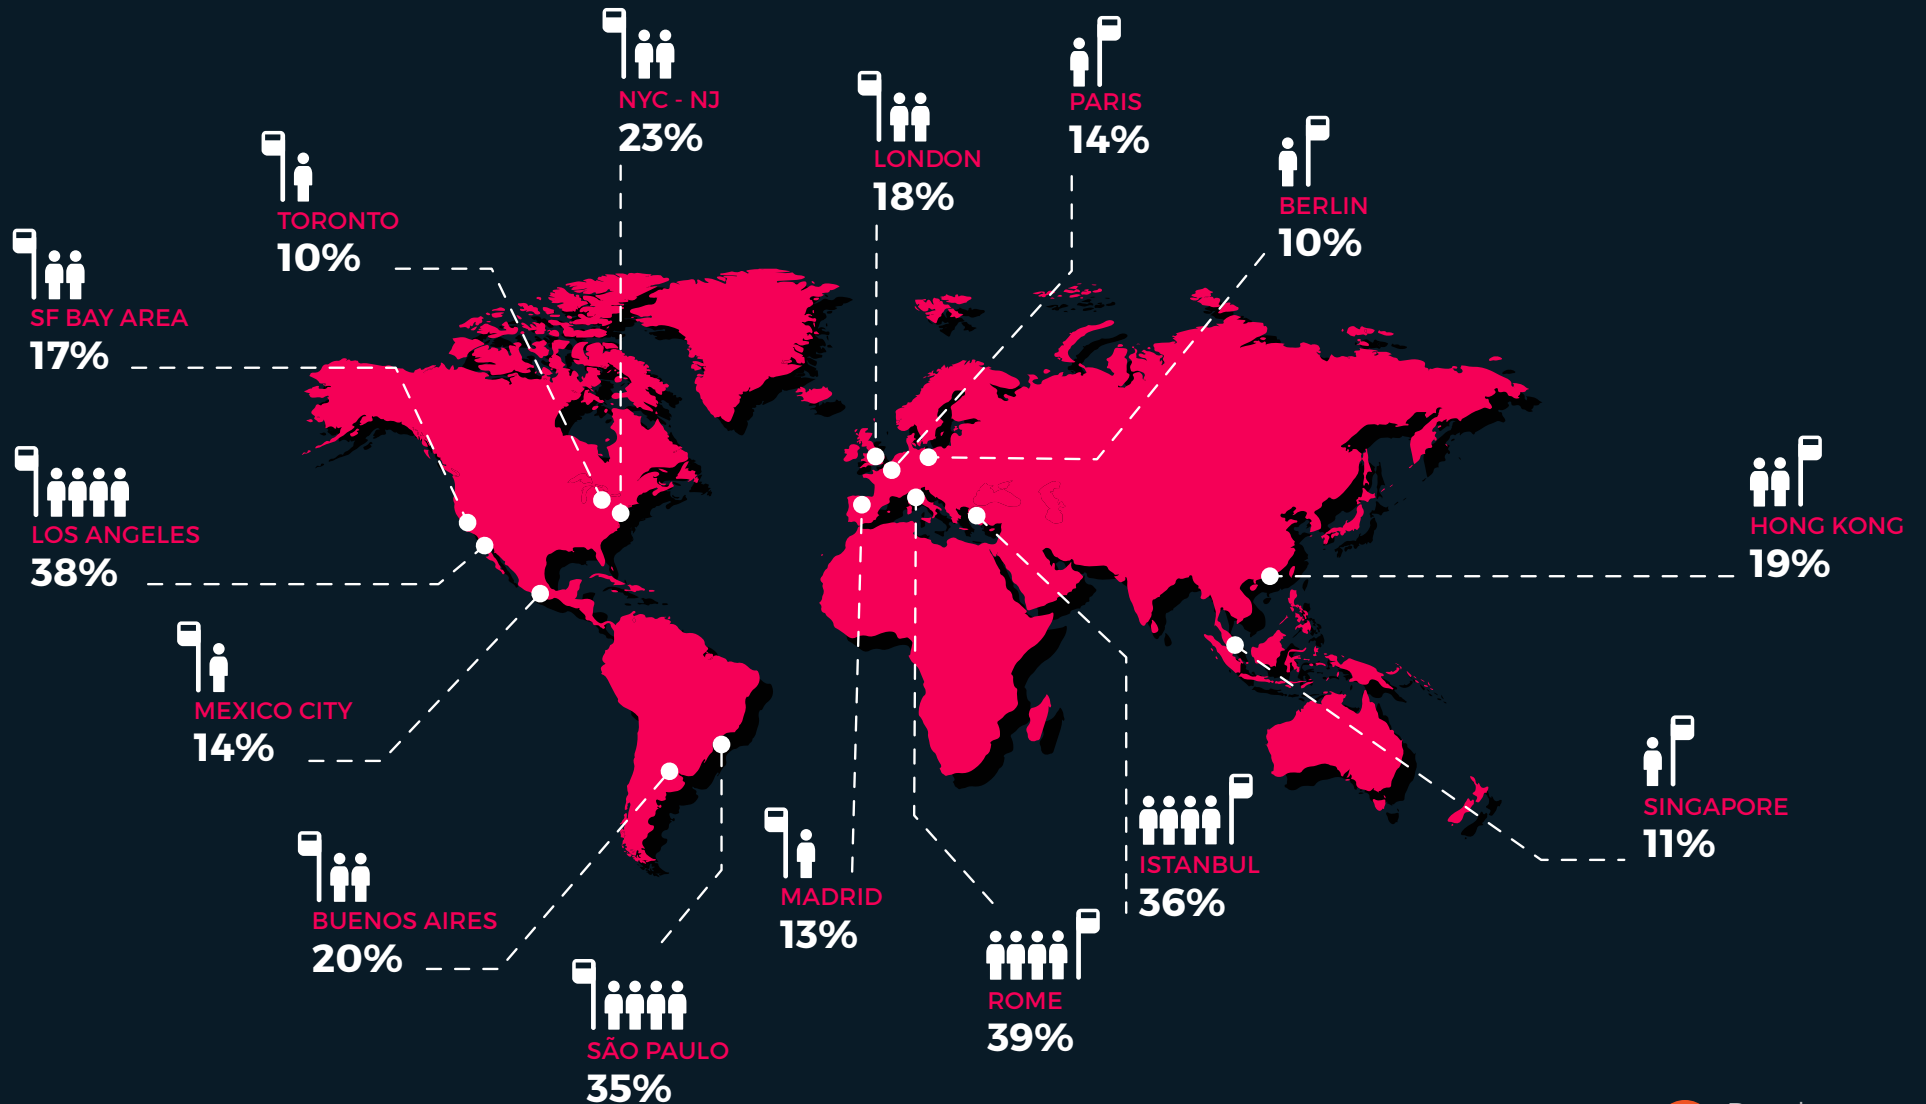 NYC - NJ
23%
PARIS
14%
LONDON
18%
TORONTO
10%
BERLIN
10%
SF BAY AREA
17%
LOS ANGELES
38%
HONG KONG
19%
MEXICO CITY
14%
SINGAPORE
11%
BUENOS AIRES
20%
MADRID
13%
ISTANBUL
36%
ROME
39%
SÃO PAULO
35%